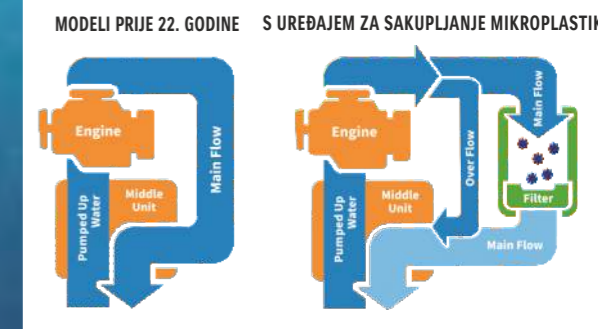 MODELI PRIJE 22. GODINE
Engine
Main Flow
Middle
Unit
Pumped Up
Water
S UREĐAJEM ZA SAKUPLJANJE MIKROPLASTIK
Engine
Main Flow
Over Flow
Filter
Middle
Unit
Pumped Up
Water
Main Flow